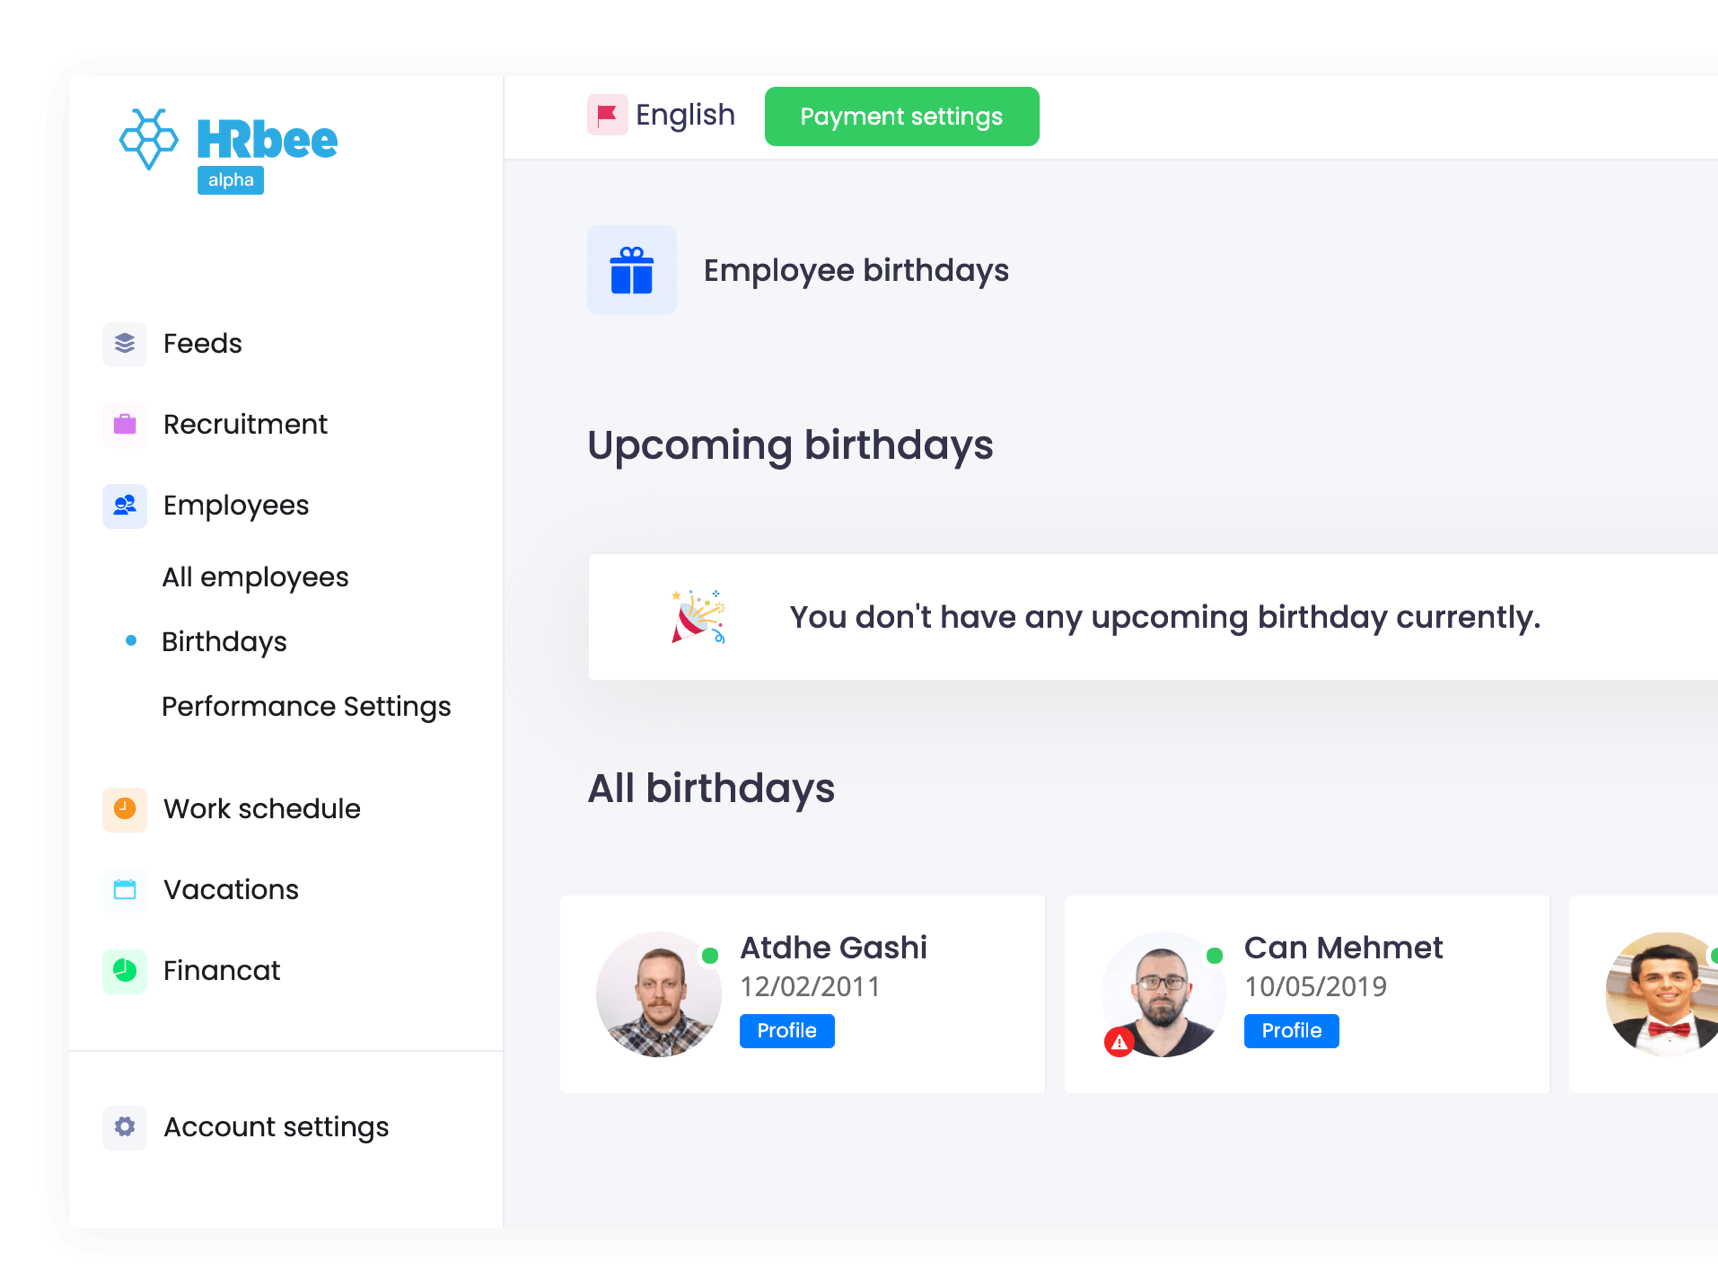 HRbee
alpha
English
Payment settings
Employee birthdays
Feeds
Recruitment
Employees
All employees
Birthdays
Performance Settings
Work schedule
Vacations
Financat
Account settings
Upcoming birthdays
You don't have any upcoming birthday currently.
All birthdays
Atdhe Gashi
12/02/2011
Profile
Can Mehmet
10/05/2019
Profile